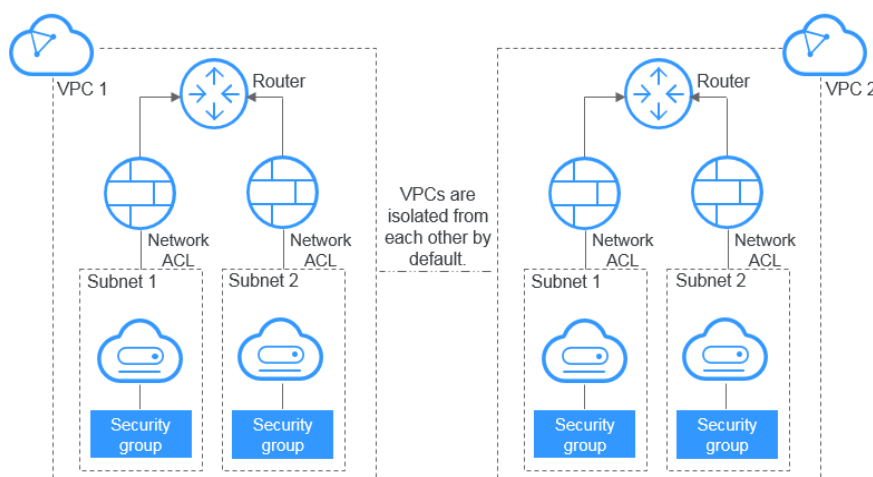 VPC 1
Router
Network
ACL
Network
ACL
Subnet 1
Subnet 2
Security
group
Security
group
VPCs are
isolated from
each other by
default.
VPC 2
Router
Network
ACL
Network
ACL
Subnet 1
Subnet 2
Security
group
Security
group